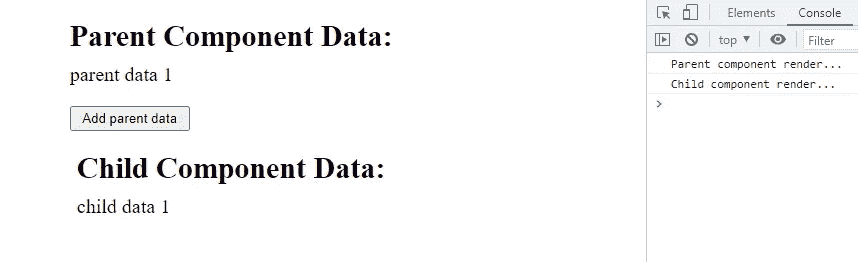 Parent Component Data:
parent data 1
Add parent data
Child Component Data:
child data 1
Elements Console
top ▼ Filter
Parent component render...
Child component render...
>